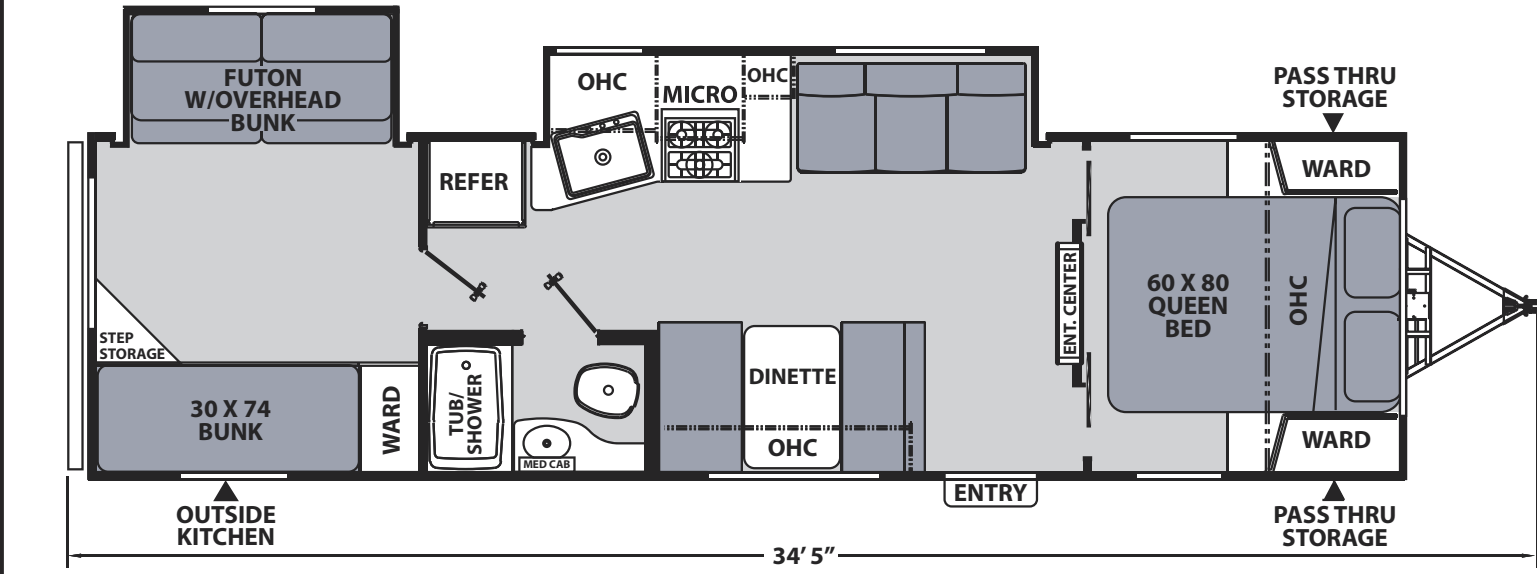 FUTON
W/OVERHEAD
BUNK
OHC
MICRO
OHC
PASS THRU
STORAGE
REFER
WARD
ENT. CENTER
60 X 80
QUEEN
BED
OHC
STEP
STORAGE
30 X 74
BUNK
WARD
TUB/
SHOWER
MED CAB
DINETTE
OHC
WARD
ENTRY
OUTSIDE
KITCHEN
PASS THRU
STORAGE
34' 5"